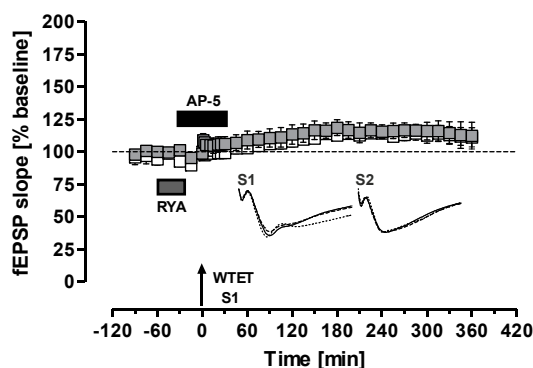 200
175
150
125
100
75
50
25
0
fEPSP slope [% baseline]
AP-5
RYA
S1
S2
WTET
S1
-120 -60 0 60 120 180 240 300 360 420
Time [min]